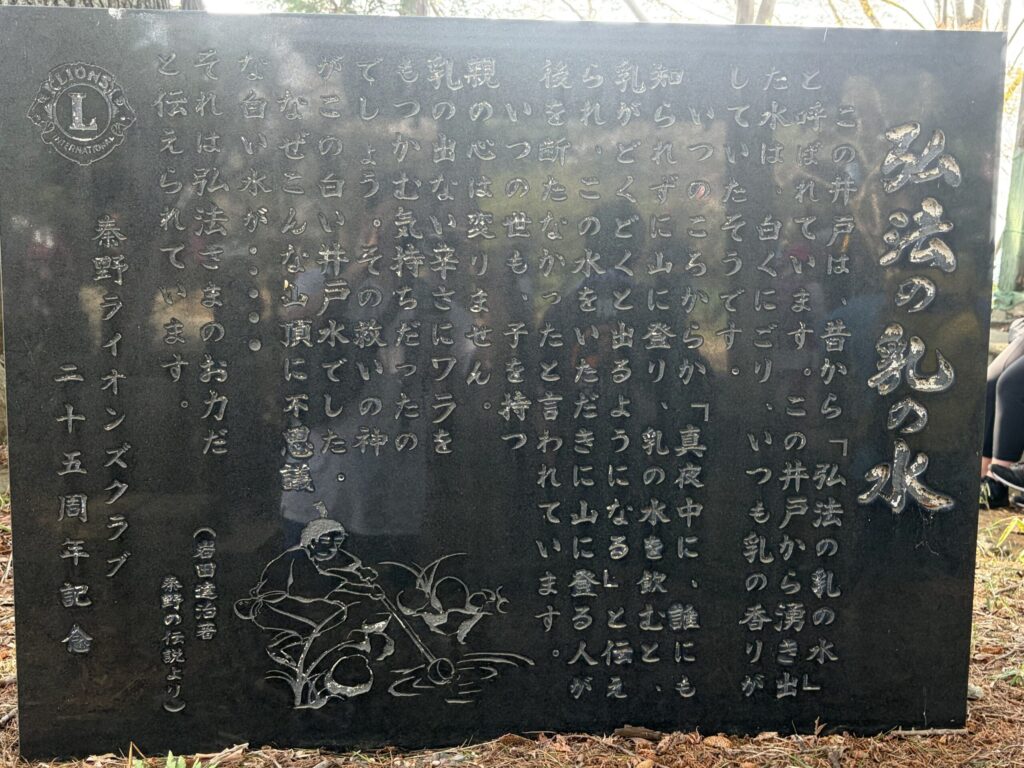 弘法の乳の水
この井戸は、昔から「弘法の乳の水」
と呼ばれています。この井戸から湧き出
た水は、白くにごり、いつも乳の香りが
していたそうです。
いつのころからか「真夜中に、誰にも
知られずに山に登り、乳の水を飲むと、
乳がどくどくと出るようになる」と伝え
られ、この水をいただきに山に登る人が
後を断たなかったと言われています。
いつの世も、子を持つ
親の心は変りません。
乳の出ない辛さにワラを
もつかむ気持ちだったの
でしょう。その救いの神
がこの白い井戸水でした。
なぜこんな山頂に不思議
な白い水が・・・・・
それは弘法さまのお力だ
と伝えられています。
(岩田達治著
秦野の伝説より)
秦野ライオンズクラブ
二十五周年記念
LIONS
L
INTERNATIONAL